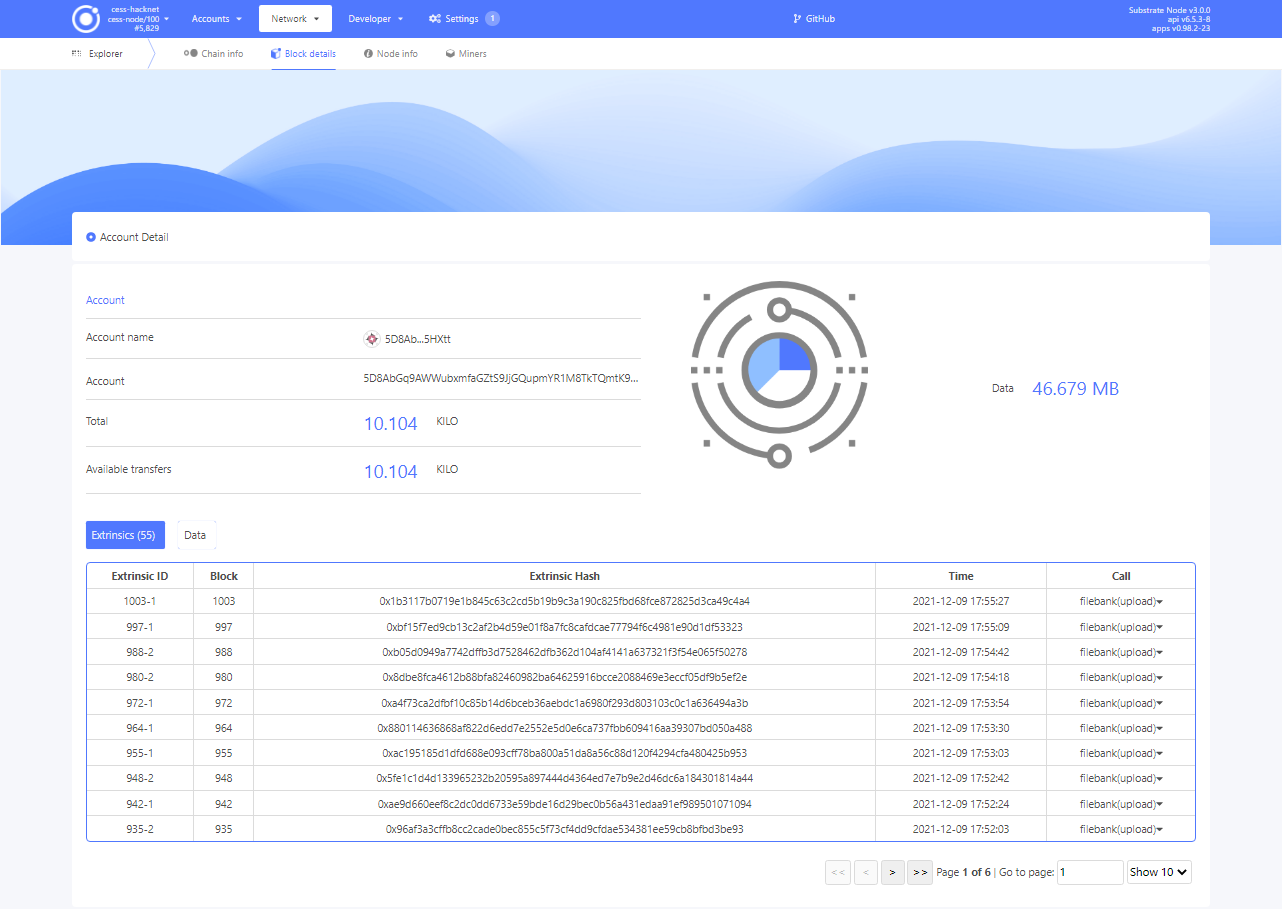 cess-hacknet
cess-node/100
#5,829
Accounts
Network
Developer
Settings 1
GitHub
Substrate Node v3.0.0
api v6.5.3-8
apps v0.98.2-23
Explorer
Chain info
Block details
Node info
Miners
Account Detail
Account
Account name 5D8Ab...5HXtt
Account 5D8AbGq9AWWubxmfaGZtS9JjGQupmYR1M8TkTQmtK9...
Total 10.104 KILO
Available transfers 10.104 KILO
Data 46.679 MB
Extrinsics (55) Data
Extrinsic ID Block Extrinsic Hash Time Call
1003-1 1003 0x1b3117b0719e1b845c63c2cd5b19b9c3a190c825fbd68fce872825d3ca49c4a4 2021-12-09 17:55:27 filebank(upload)
997-1 997 0xbf15f7ed9cb13c2af2b4d59e01f8a7fc8cafdcae77794f6c4981e90d1df53323 2021-12-09 17:55:09 filebank(upload)
988-2 988 0xb05d0949a7742dffb3d7528462dfb362d104af4141a637321f3f54e065f50278 2021-12-09 17:54:42 filebank(upload)
980-2 980 0x8dbe8fca4612b88bfa82460982ba64625916bcce2088469e3eccf05df9b5ef2e 2021-12-09 17:54:18 filebank(upload)
972-1 972 0xa4f73ca2dfbf10c85b14d6bceb36aebdc1a6980f293d803103c0c1a636494a3b 2021-12-09 17:53:54 filebank(upload)
964-1 964 0x880114636868af822d6edd7e2552e5d0e6ca737fbb609416aa39307bd050a488 2021-12-09 17:53:30 filebank(upload)
955-1 955 0xac195185d1dfd688e093cff78ba800a51da8a56c88d120f4294cfa480425b953 2021-12-09 17:53:03 filebank(upload)
948-2 948 0x5fe1c1d4d133965232b20595a897444d4364ed7e7b9e2d46dc6a184301814a44 2021-12-09 17:52:42 filebank(upload)
942-1 942 0xae9d660eef8c2dc0dd6733e59bde16d29bec0b56a431edaa91ef989501071094 2021-12-09 17:52:24 filebank(upload)
935-2 935 0x96af3a3cffb8cc2cade0bec855c5f73cf4dd9cfdae534381ee59cb8bfbd3be93 2021-12-09 17:52:03 filebank(upload)
<< < > >> Page 1 of 6 | Go to page: 1 Show 10